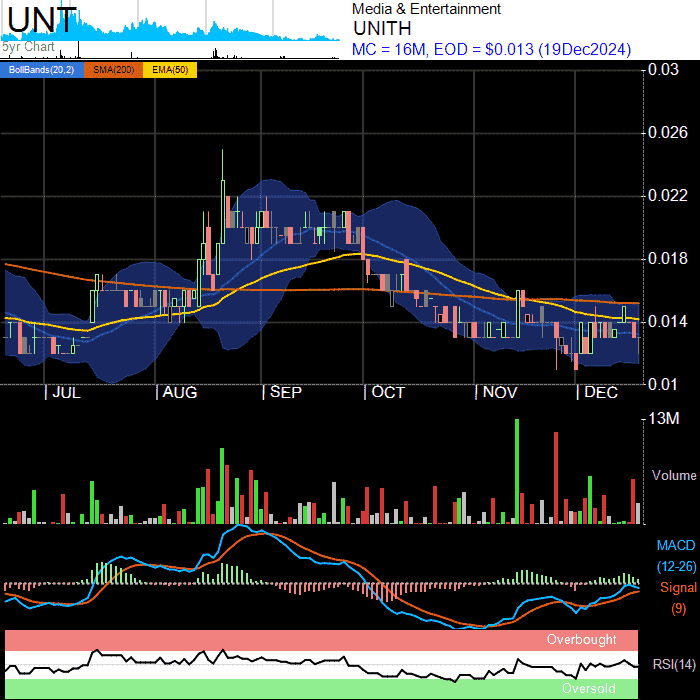 UNT
5yr Chart
Media & Entertainment
UNITH
MC = 16M, EOD = $0.013 (19Dec2024)
BollBands(20,2) SMA(200) EMA(50)
0.03
0.026
0.022
0.018
0.014
0.01
JUL AUG SEP OCT NOV DEC
13M
Volume
MACD
(12-26)
Signal
(9)
Overbought
RSI(14)
Oversold